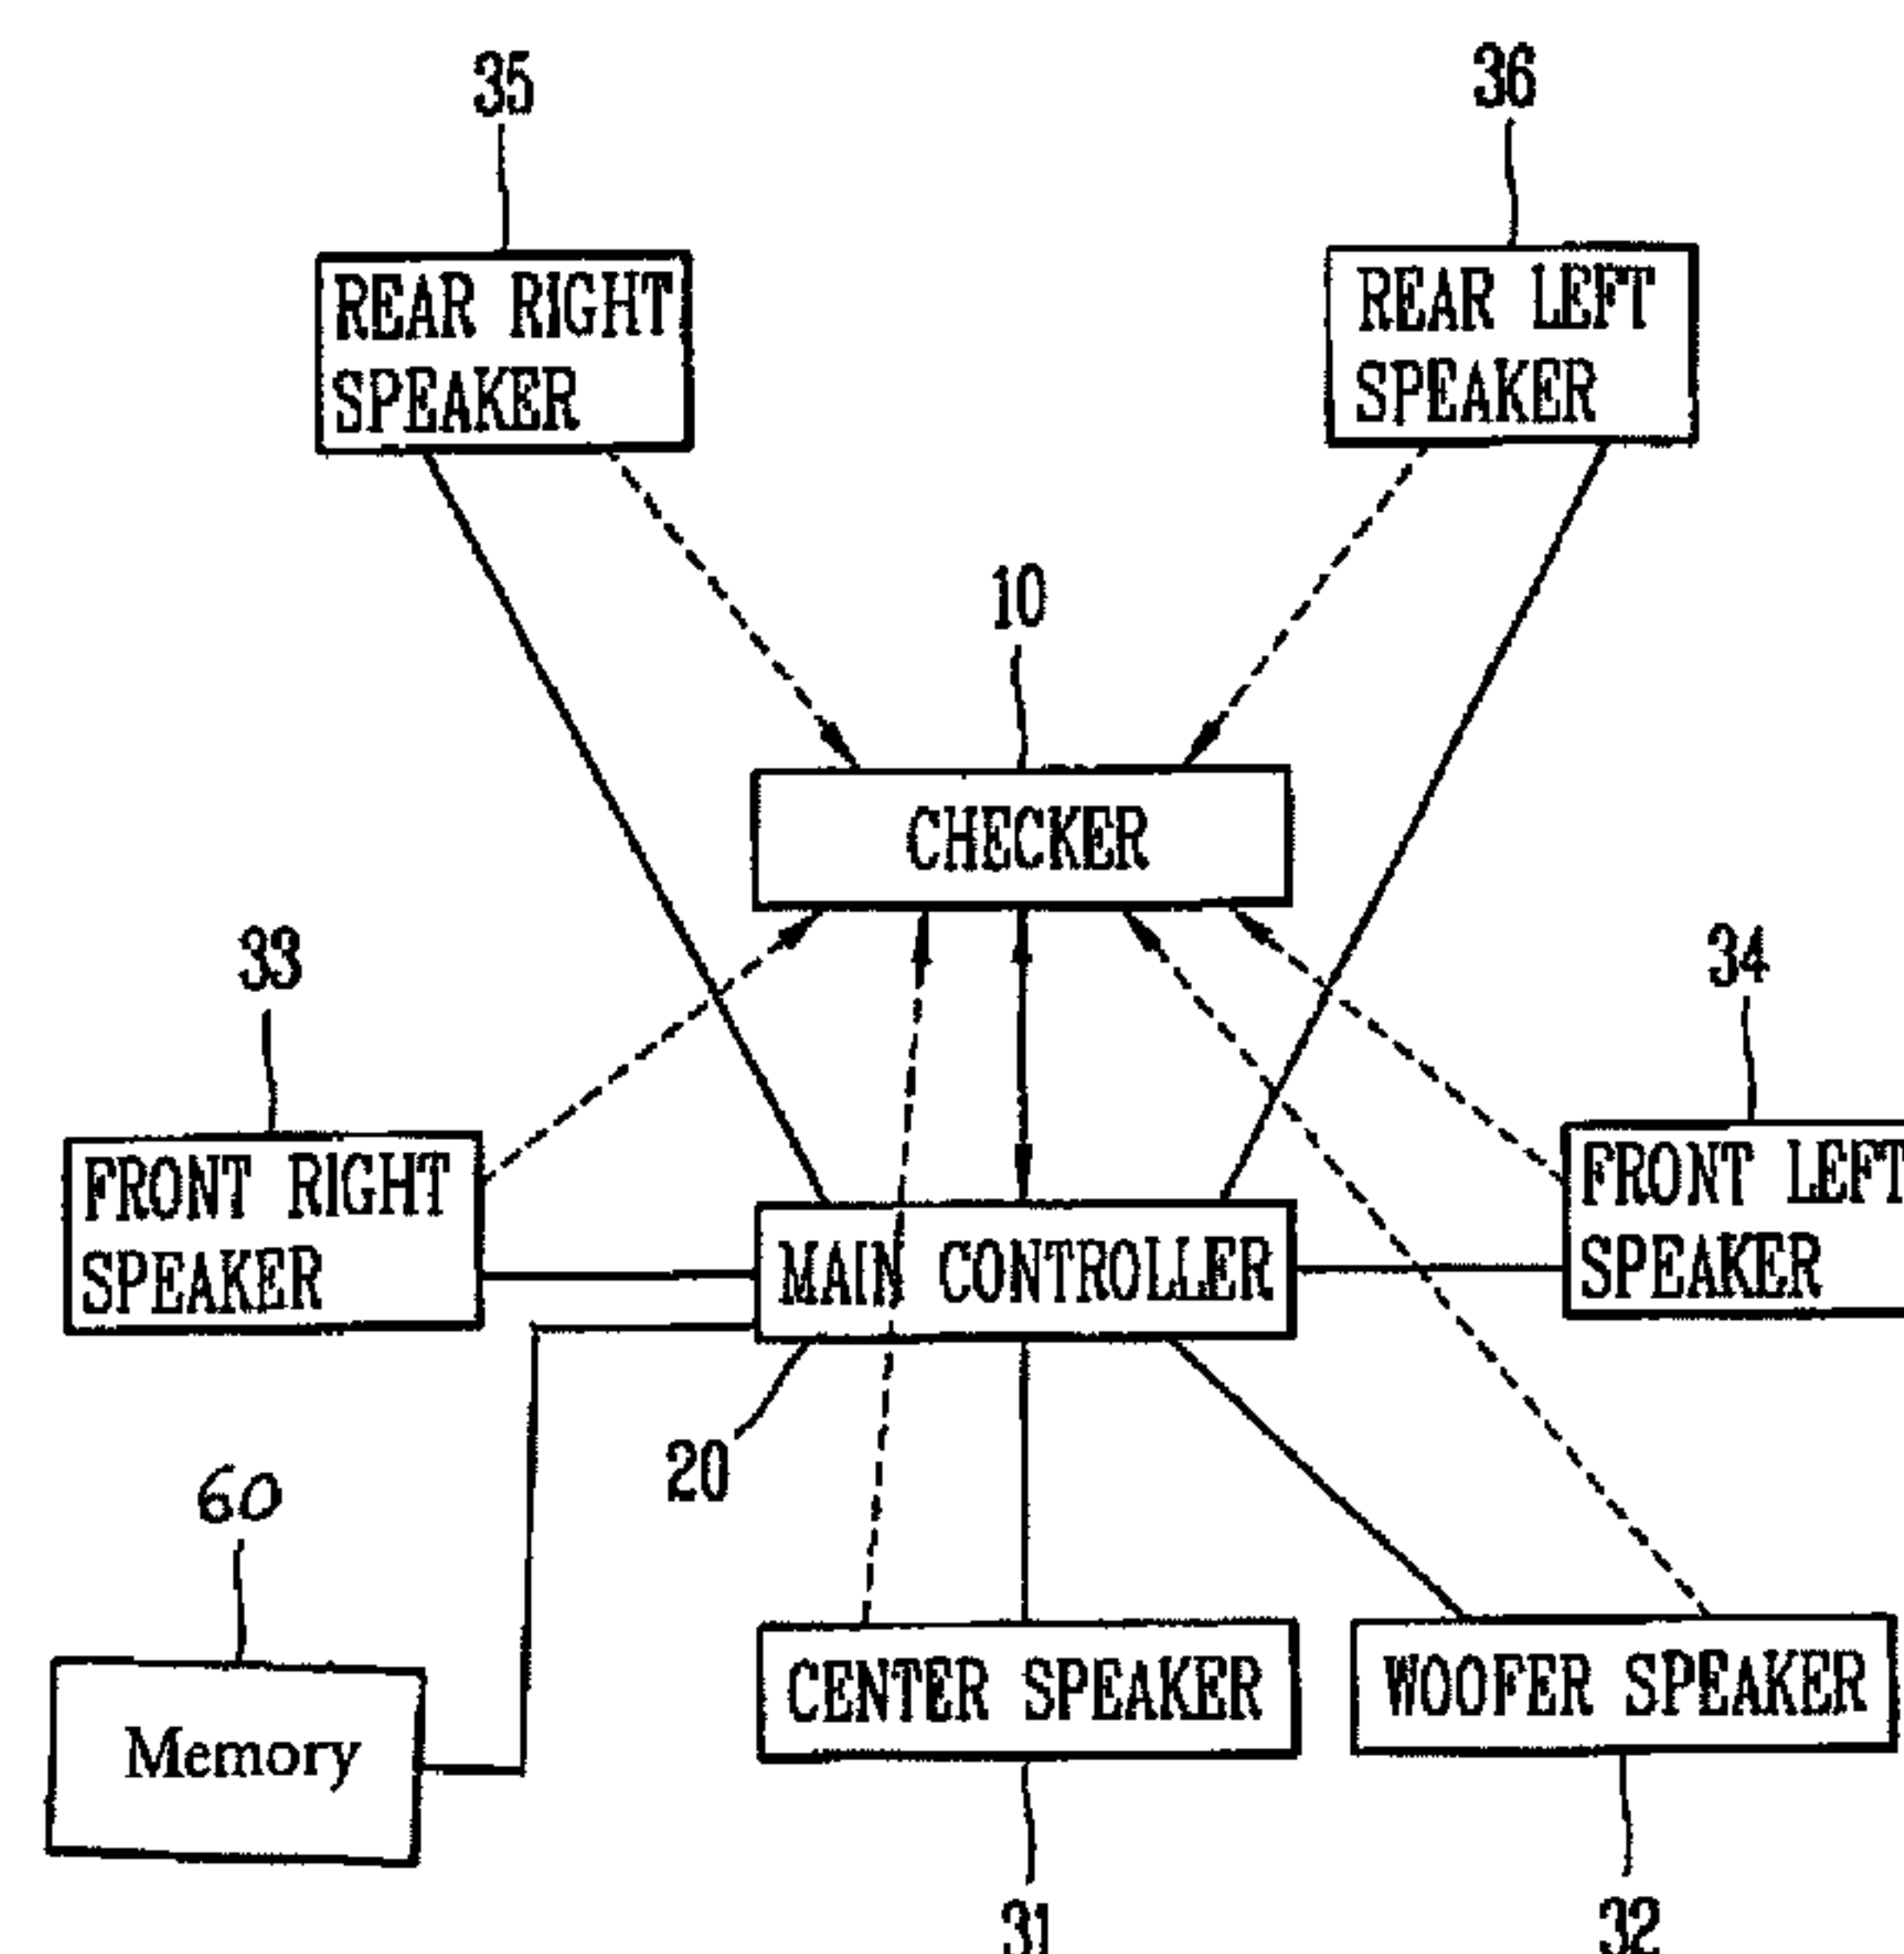 35
36
REAR RIGHT
SPEAKER
REAR LEFT
SPEAKER
10
CHECKER
33
34
FRONT RIGHT
SPEAKER
FRONT LEFT
SPEAKER
MAIN CONTROLLER
20
60
Memory
CENTER SPEAKER
WOOFER SPEAKER
31
32